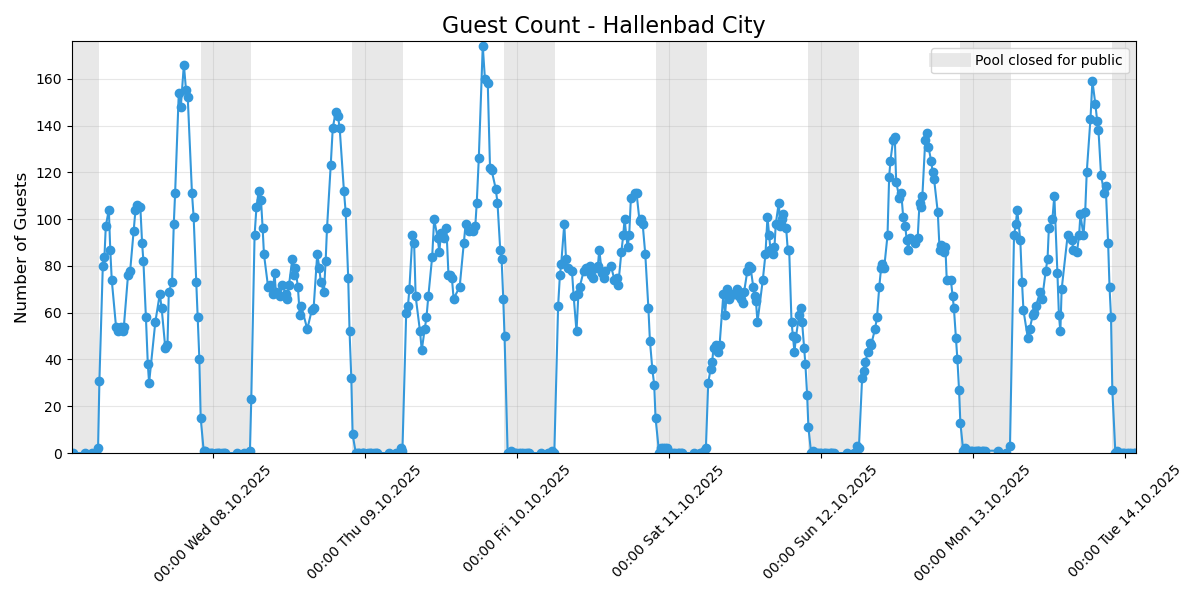 Guest Count - Hallenbad City
Pool closed for public
Number of Guests
160
140
120
100
80
60
40
20
0
00:00 Wed 08.10.2025
00:00 Thu 09.10.2025
00:00 Fri 10.10.2025
00:00 Sat 11.10.2025
00:00 Sun 12.10.2025
00:00 Mon 13.10.2025
00:00 Tue 14.10.2025